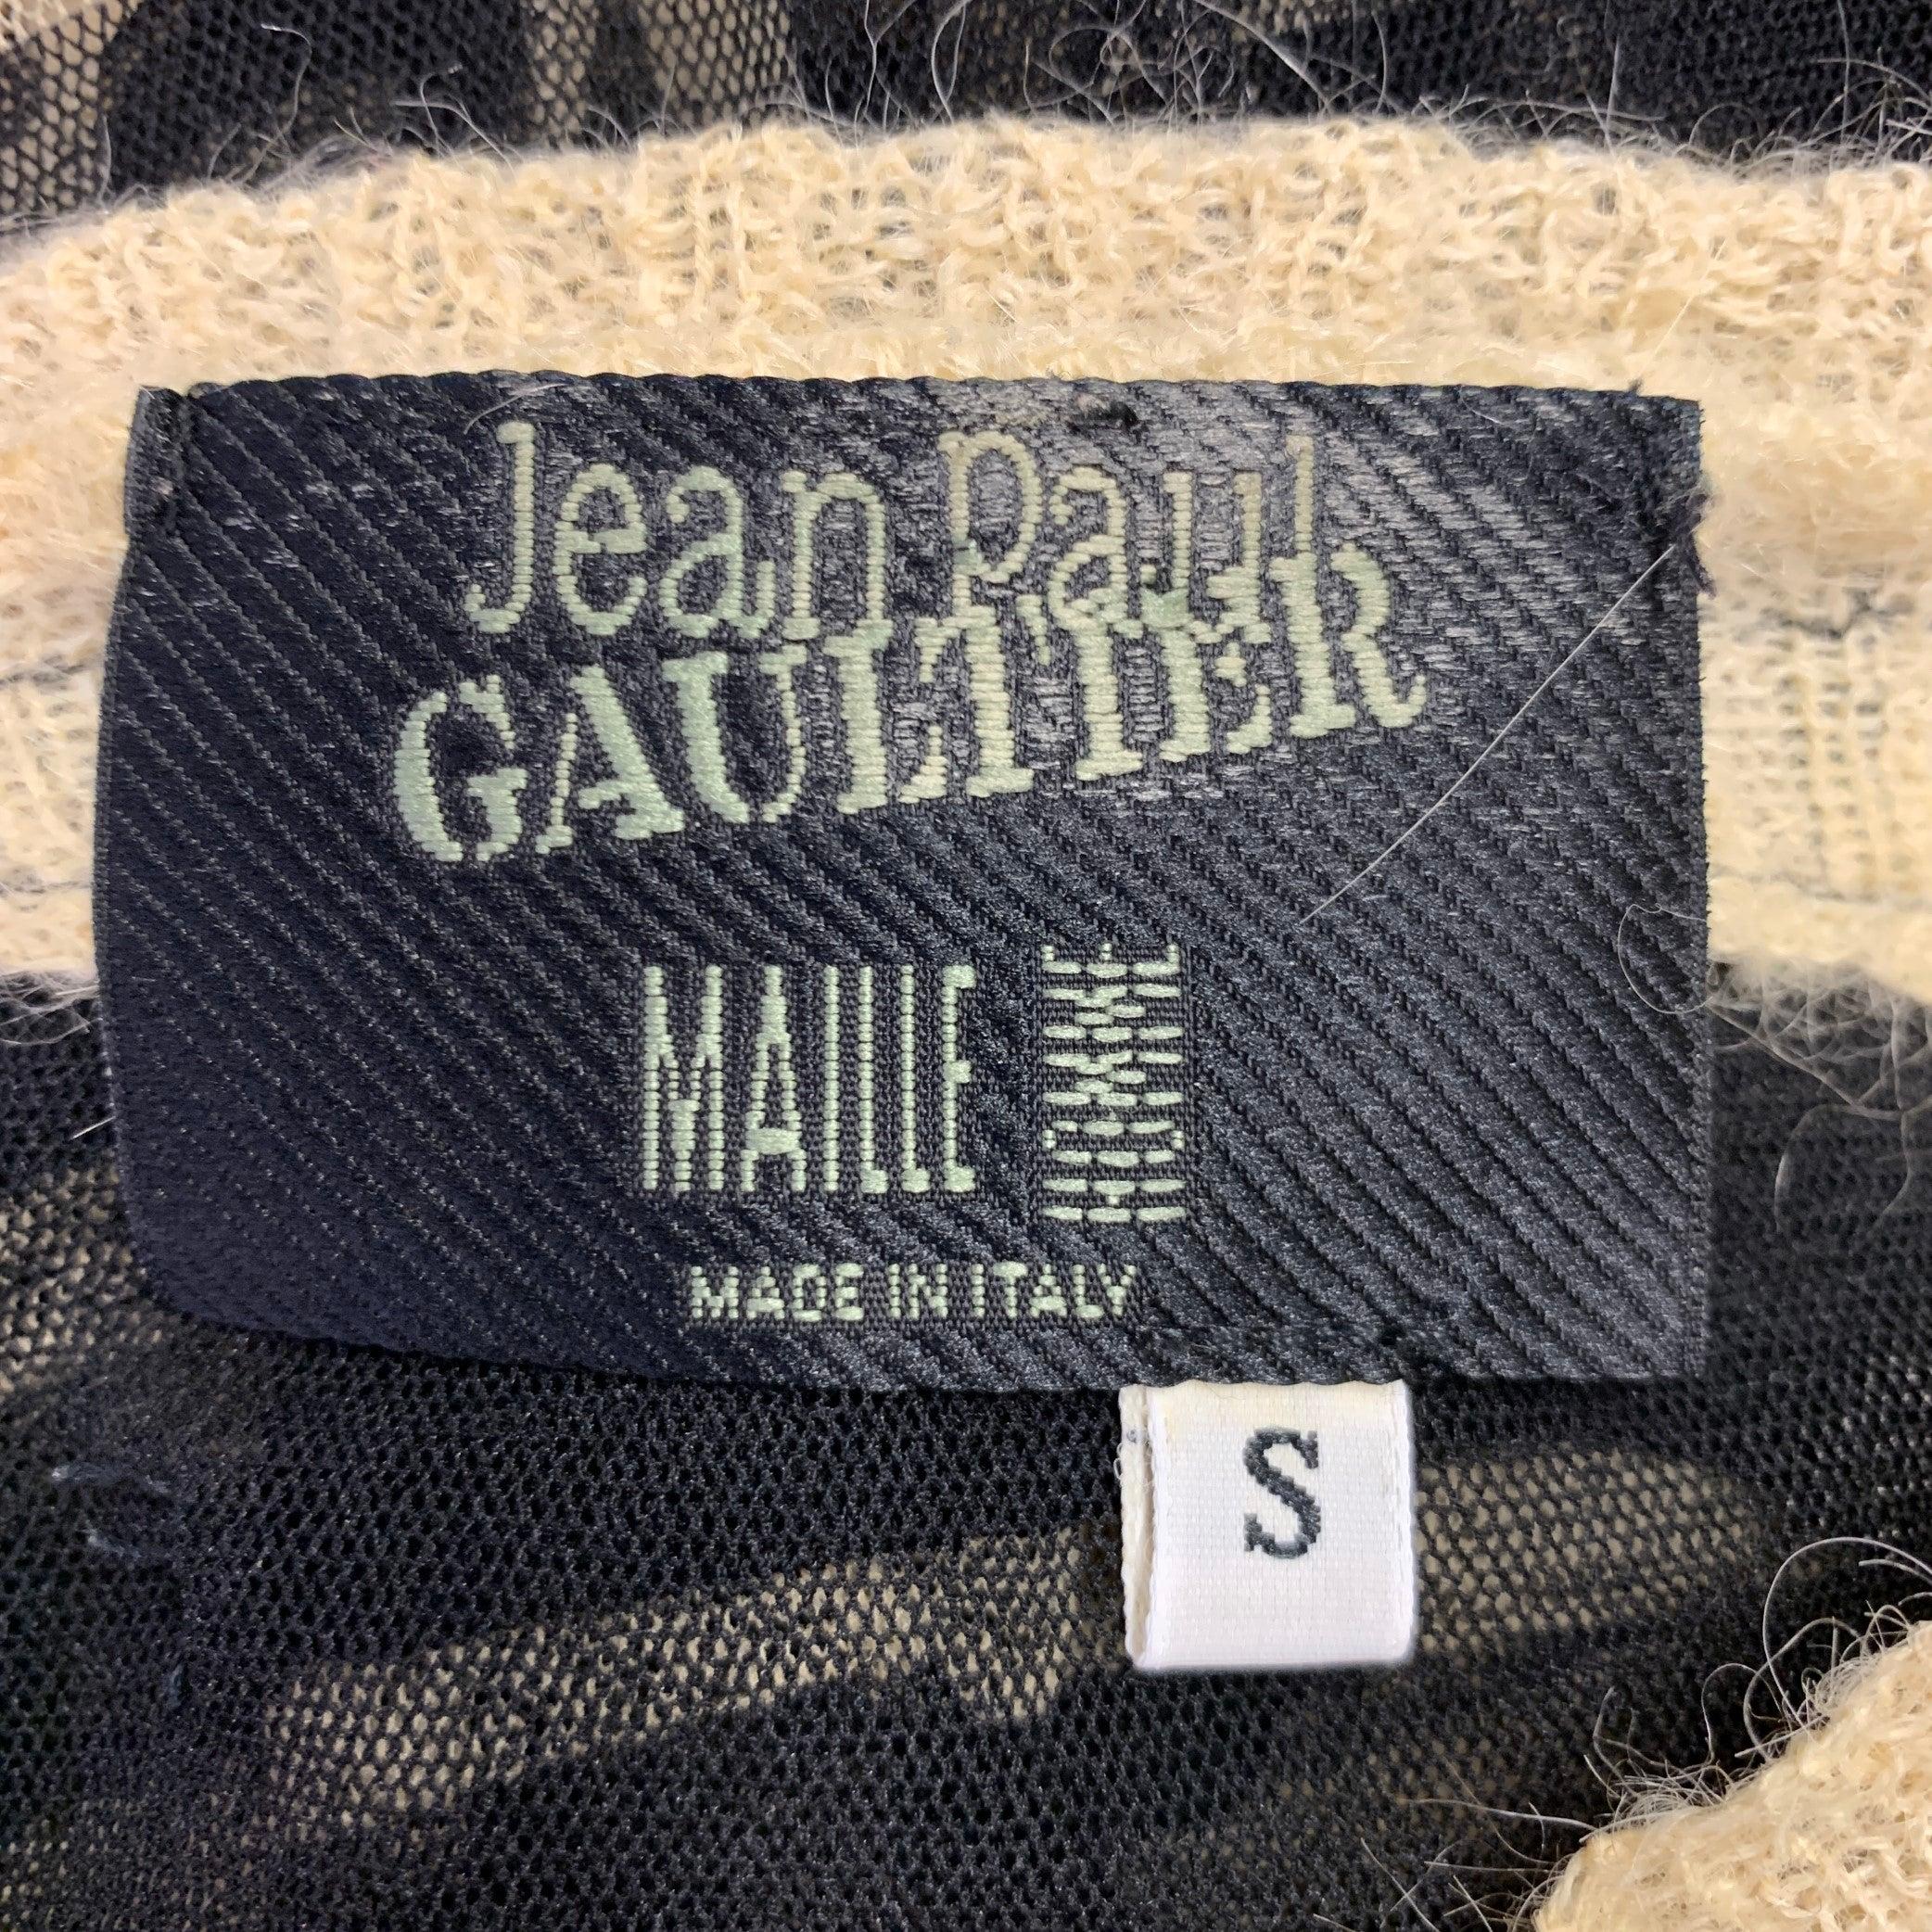 Jean Paul
GAULTIER
MAILLE
MADE IN ITALY
S